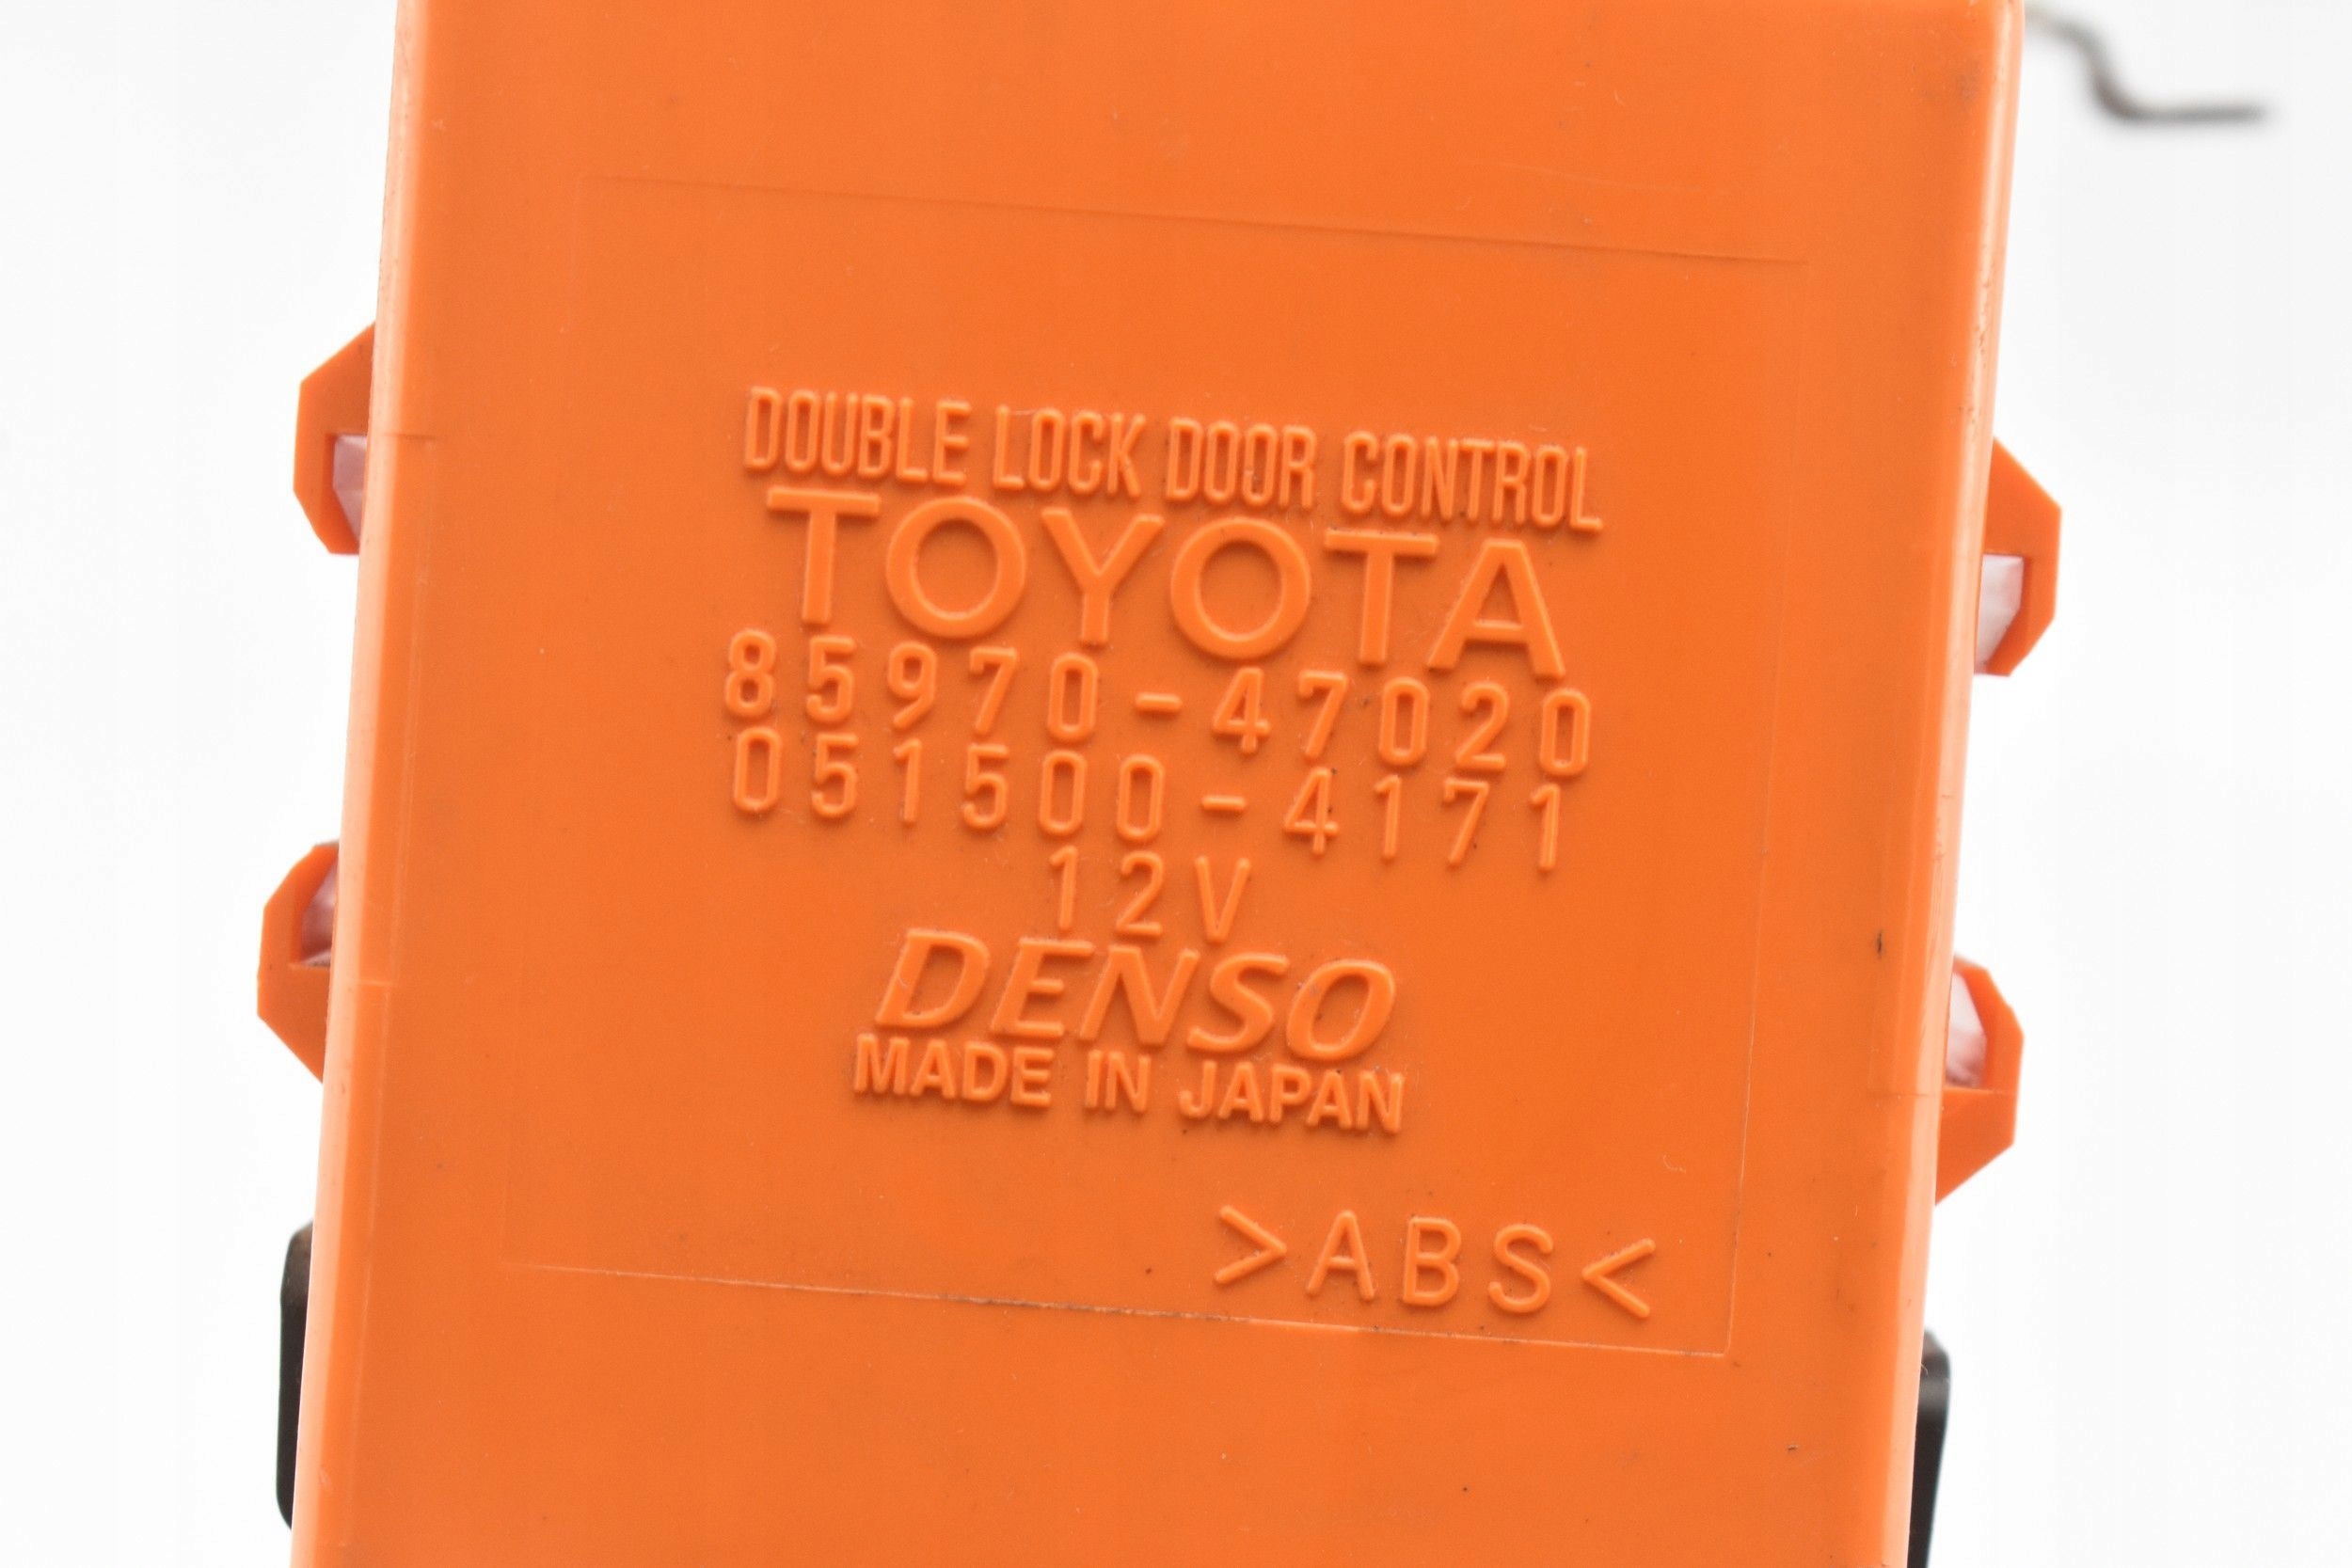 DOUBLE LOCK DOOR CONTROL
TOYOTA
85970-47020
051500-4171
12V
DENSO
MADE IN JAPAN
>ABS<